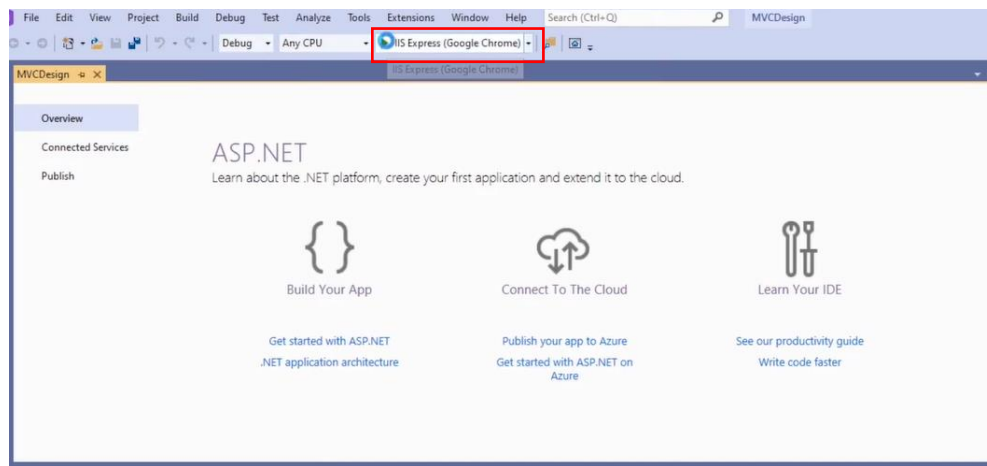 File Edit View Project Build Debug Test Analyze Tools Extensions Window Help Search (Ctrl+Q) MVCDesign
Debug Any CPU IIS Express (Google Chrome)
IIS Express (Google Chrome)
MVCDesign
Overview
Connected Services
Publish
ASP.NET
Learn about the .NET platform, create your first application and extend it to the cloud.
Build Your App
Connect To The Cloud
Learn Your IDE
Get started with ASP.NET
.NET application architecture
Publish your app to Azure
Get started with ASP.NET on
Azure
See our productivity guide
Write code faster